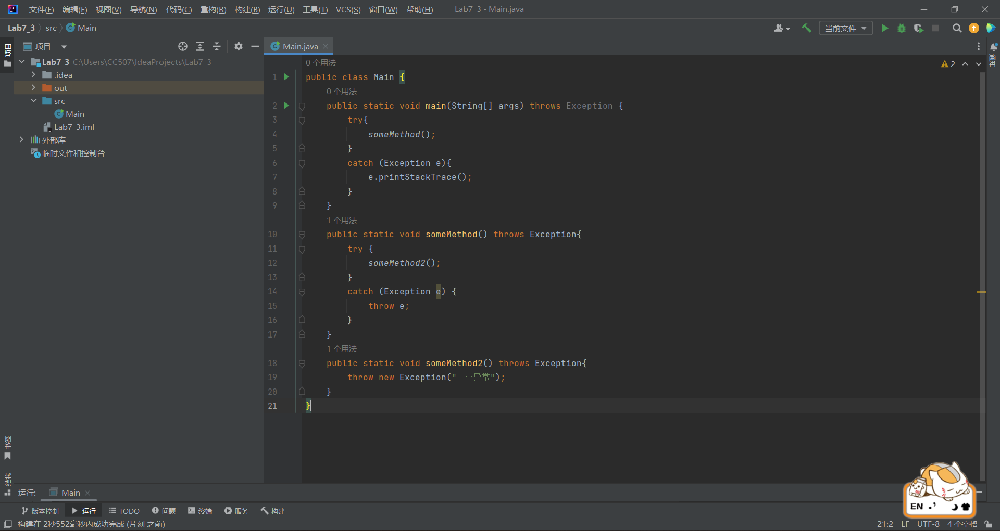 文件(F) 编辑(E) 视图(V) 导航(N) 代码(C) 重构(R) 构建(B) 运行(U) 工具(T) VCS(S) 窗口(W) 帮助(H) Lab7_3 - Main.java
Lab7_3 src Main
当前文件
项目
项目
Main.java
通知
Lab7_3 C:\Users\CC507\IdeaProjects\Lab7_3
.idea
out
src
Main
Lab7_3.iml
外部库
临时文件和控制台
2
0 个用法
1 public class Main {
0 个用法
2 public static void main(String[] args) throws Exception {
3 try{
4 someMethod();
5 }
6 catch (Exception e){
7 e.printStackTrace();
8 }
9 }
1 个用法
10 public static void someMethod() throws Exception{
11 try {
12 someMethod2();
13 }
14 catch (Exception e) {
15 throw e;
16 }
17 }
1 个用法
18 public static void someMethod2() throws Exception{
19 throw new Exception("一个异常");
20 }
21 }
书签
结构
运行: Main
版本控制 运行 TODO 问题 终端 服务 构建
EN
构建在 2秒552毫秒内成功完成 (片刻 之前)
21:2 LF UTF-8 4 个空格